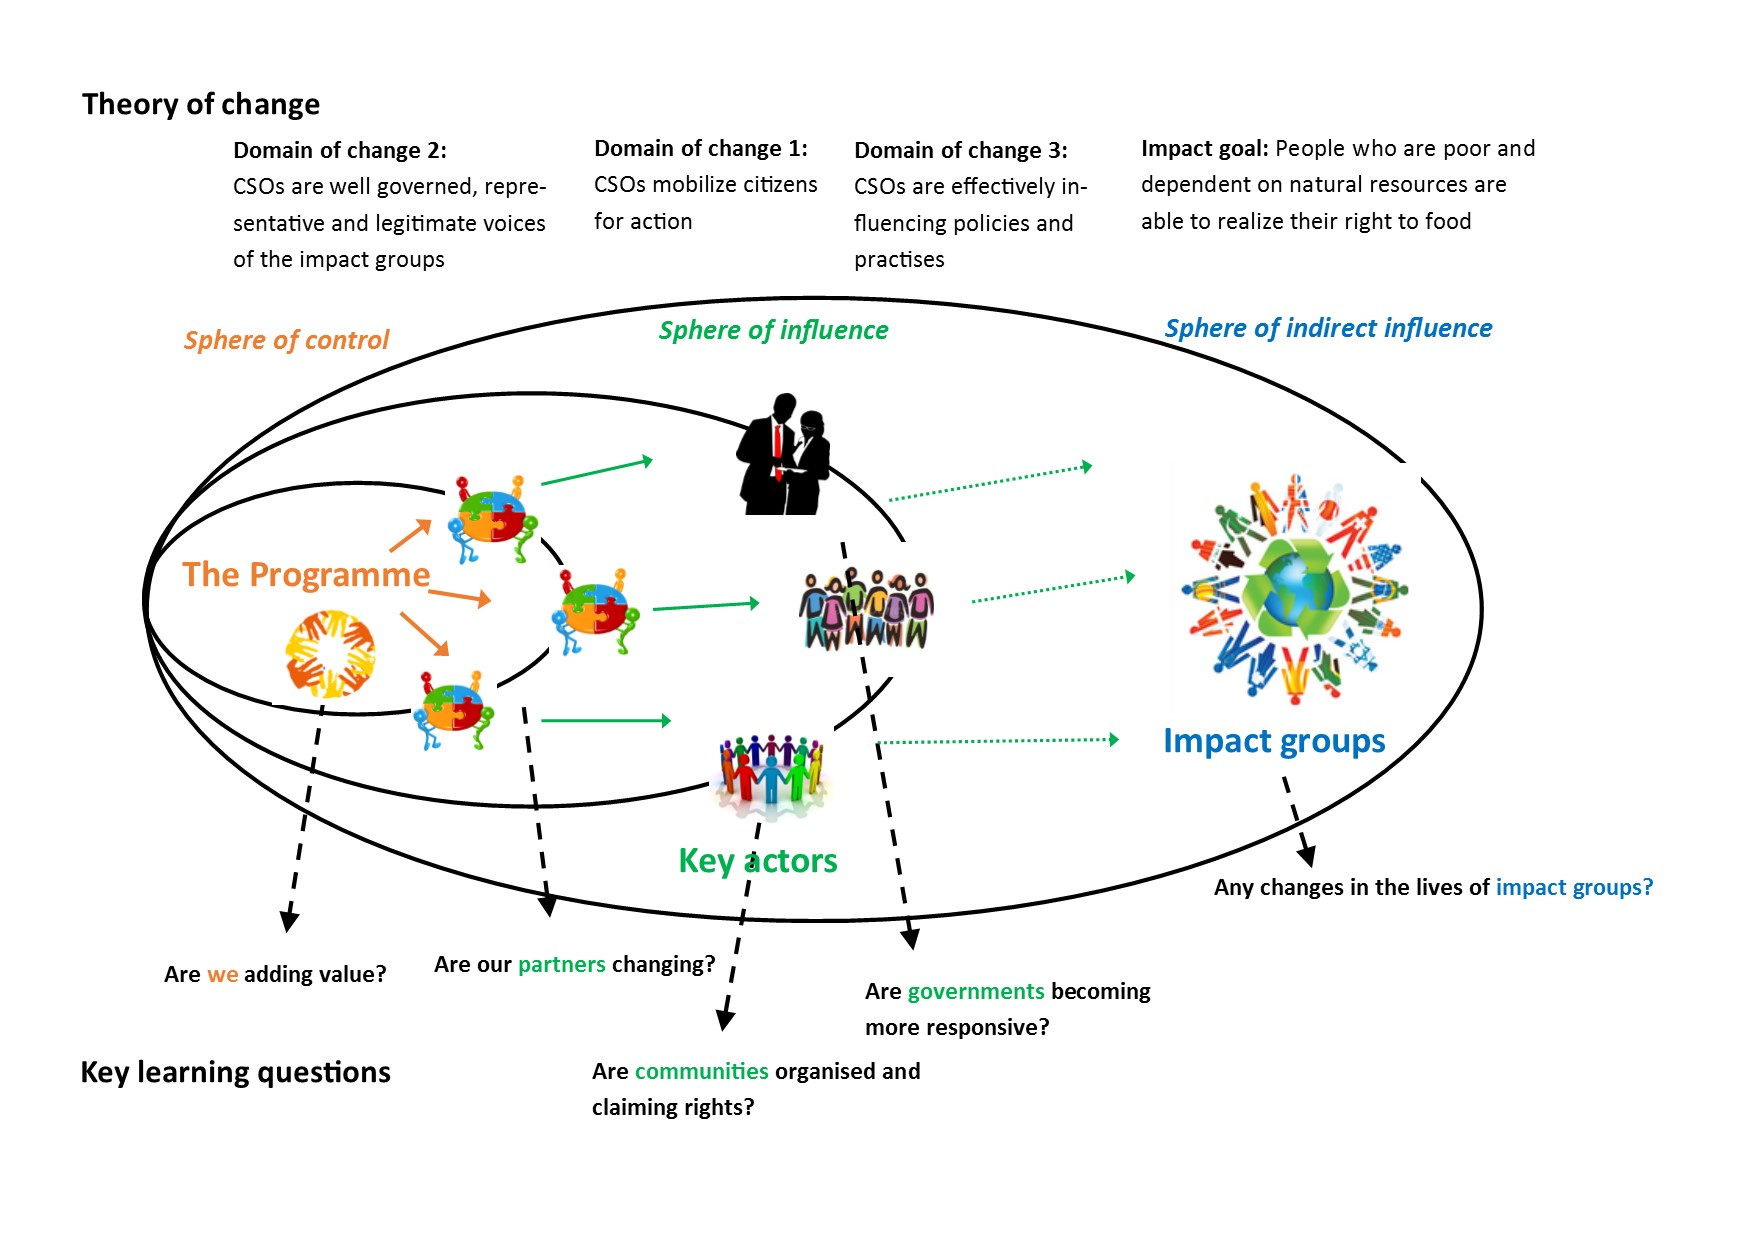 Theory of change
Domain of change 2:
CSOs are well governed, repre-
sentative and legitimate voices
of the impact groups
Domain of change 1:
CSOs mobilize citizens
for action
Domain of change 3:
CSOs are effectively in-
fluencing policies and
practises
Impact goal: People who are poor and
dependent on natural resources are
able to realize their right to food
Sphere of control
Sphere of influence
Sphere of indirect influence
The Programme
Key actors
Impact groups
Any changes in the lives of impact groups?
Are we adding value?
Are our partners changing?
Are governments becoming
more responsive?
Are communities organised and
claiming rights?
Key learning questions